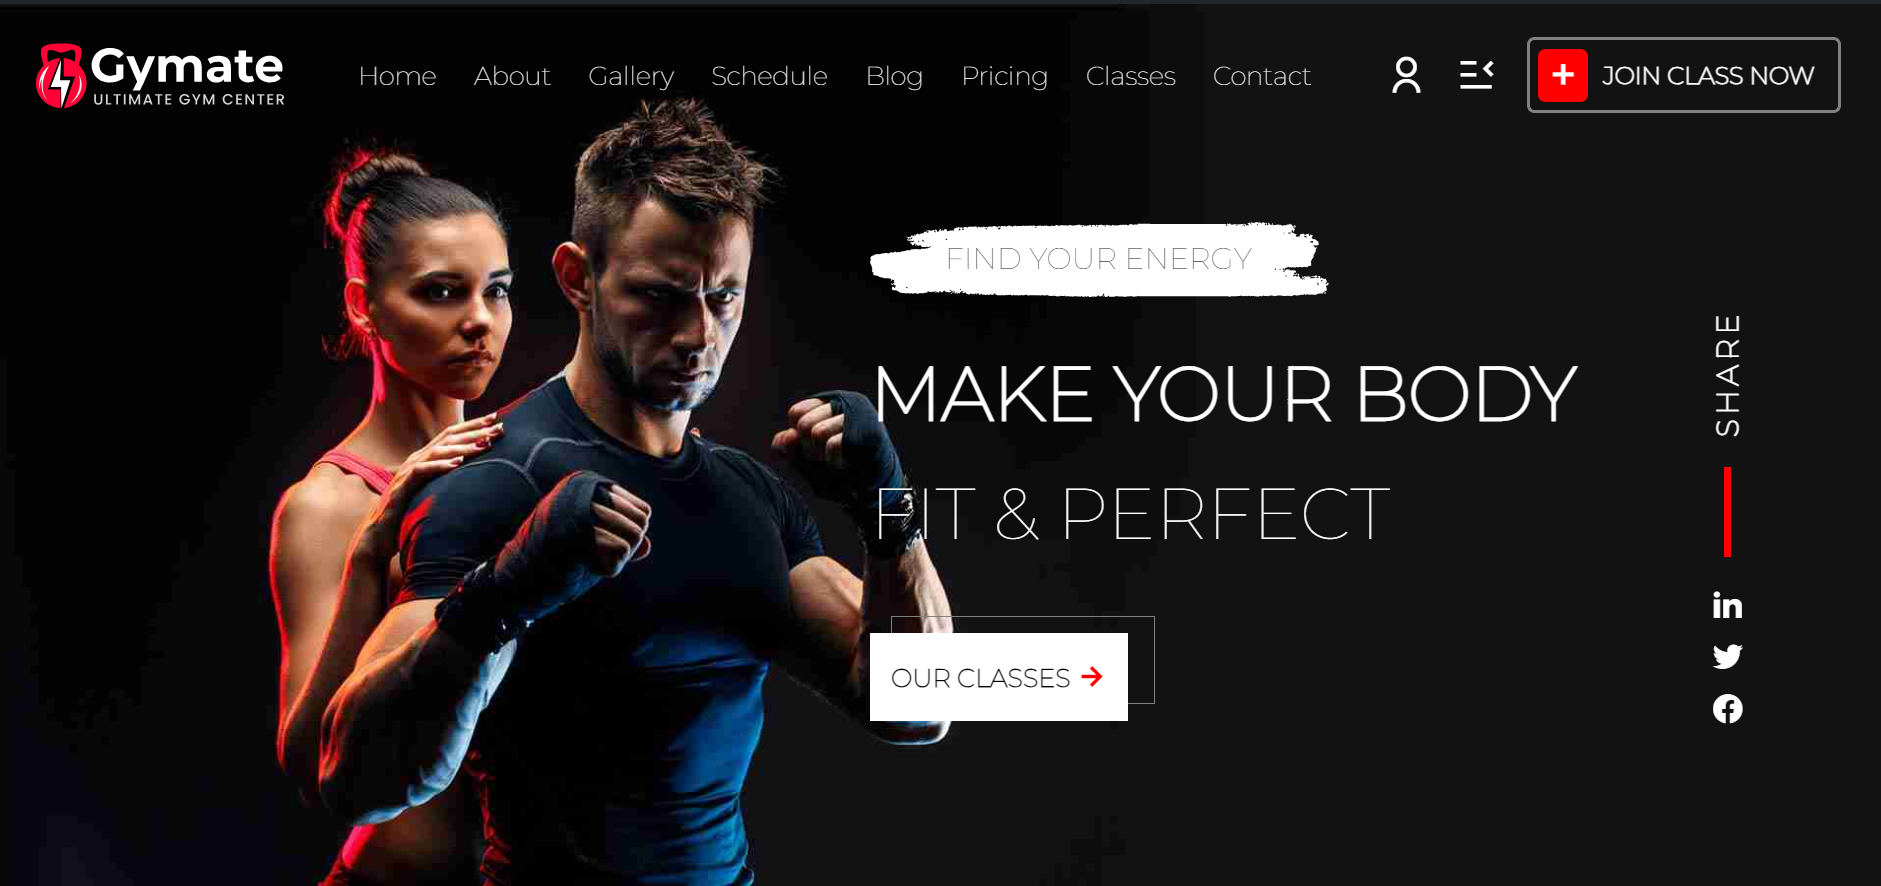 Gymate
ULTIMATE GYM CENTER
Home About Gallery Schedule Blog Pricing Classes Contact
JOIN CLASS NOW
FIND YOUR ENERGY
MAKE YOUR BODY
FIT & PERFECT
OUR CLASSES
SHARE